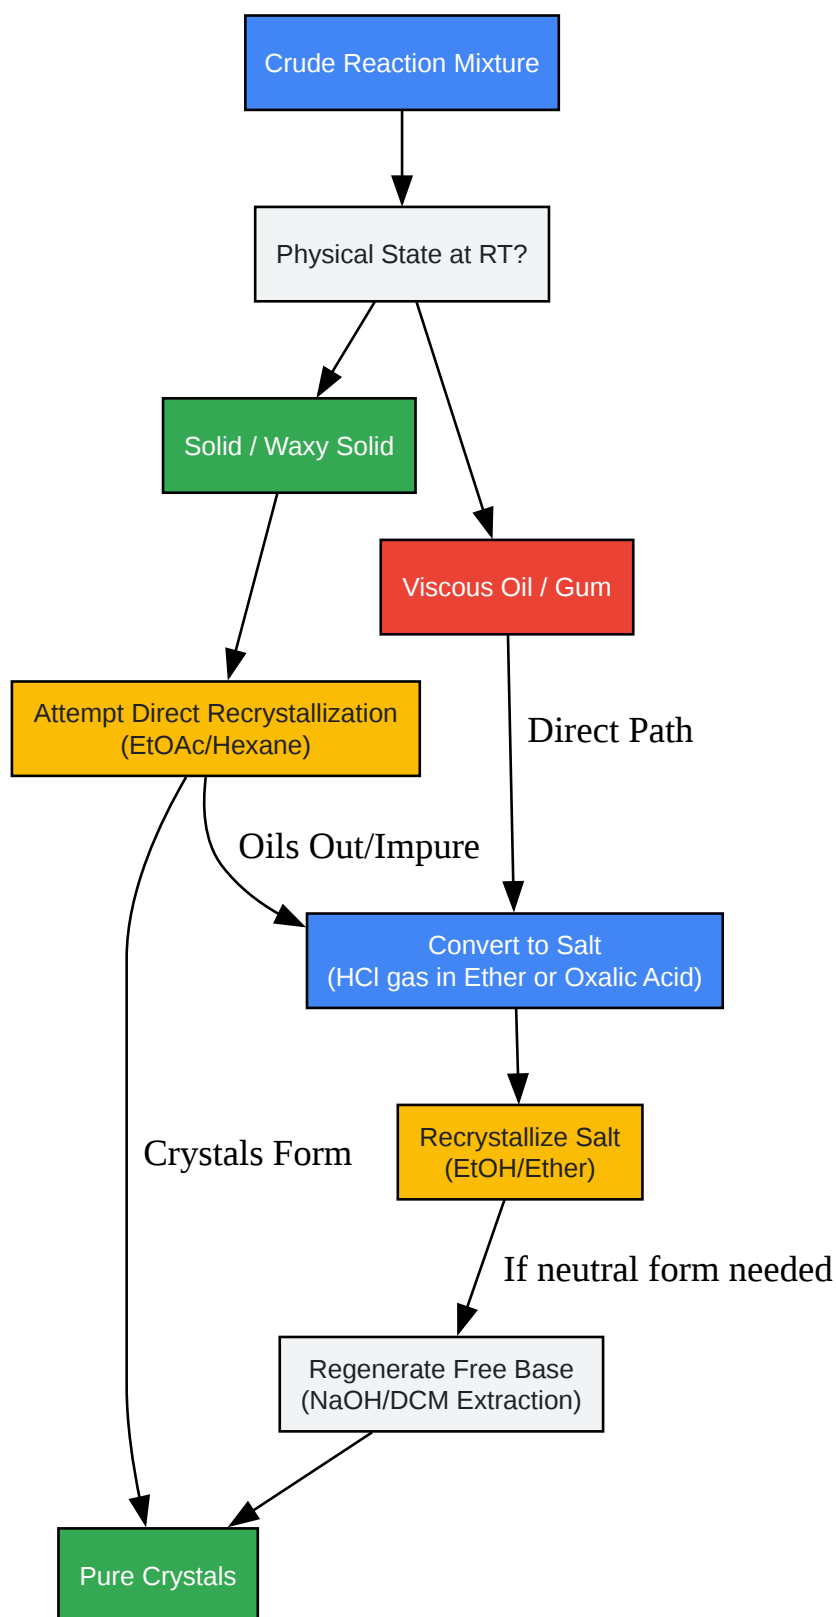 Crude Reaction Mixture
Physical State at RT?
Solid / Waxy Solid
Viscous Oil / Gum
Attempt Direct Recrystallization
(EtOAc/Hexane)
Direct Path
Oils Out/Impure
Convert to Salt
(HCl gas in Ether or Oxalic Acid)
Recrystallize Salt
(EtOH/Ether)
Crystals Form
If neutral form needed
Regenerate Free Base
(NaOH/DCM Extraction)
Pure Crystals